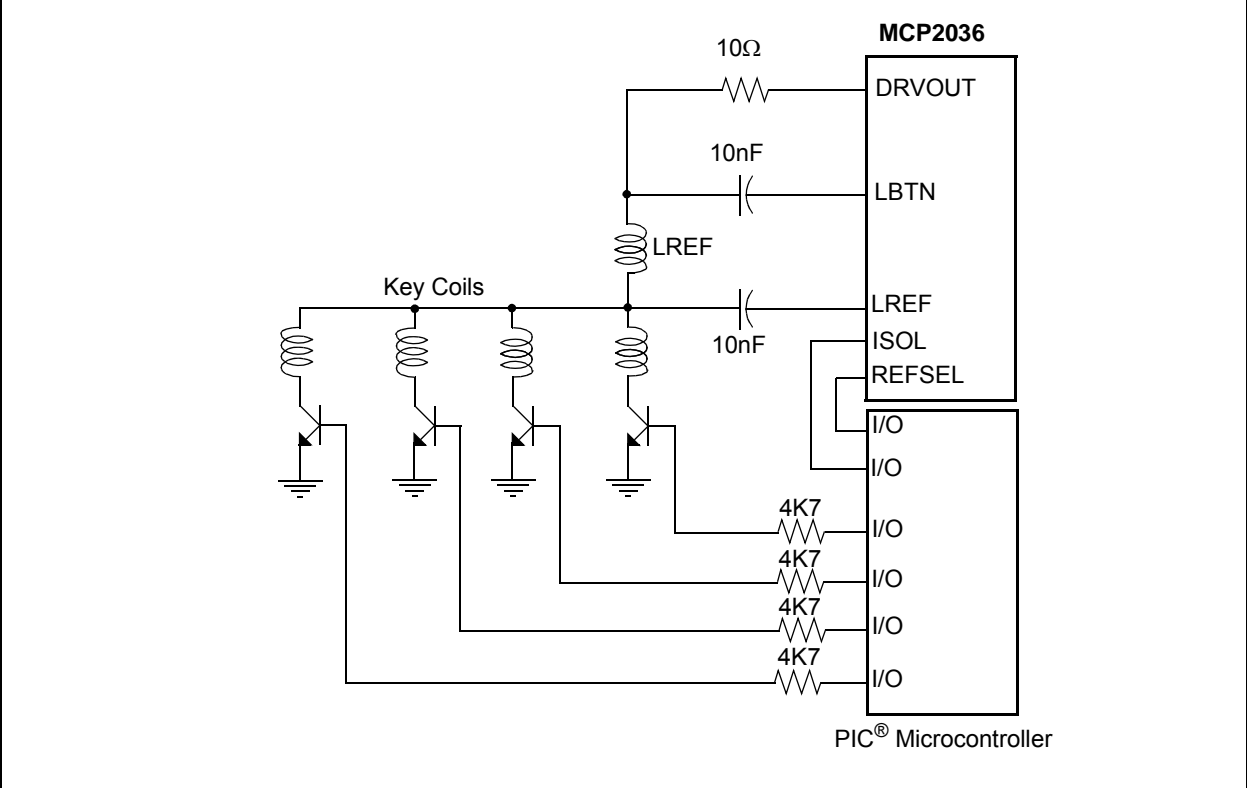 MCP2036
10Ω
DRVOUT
10nF
LBTN
LREF
Key Coils
LREF
10nF
ISOL
REFSEL
I/O
I/O
4K7
I/O
4K7
I/O
4K7
I/O
4K7
I/O
PIC® Microcontroller